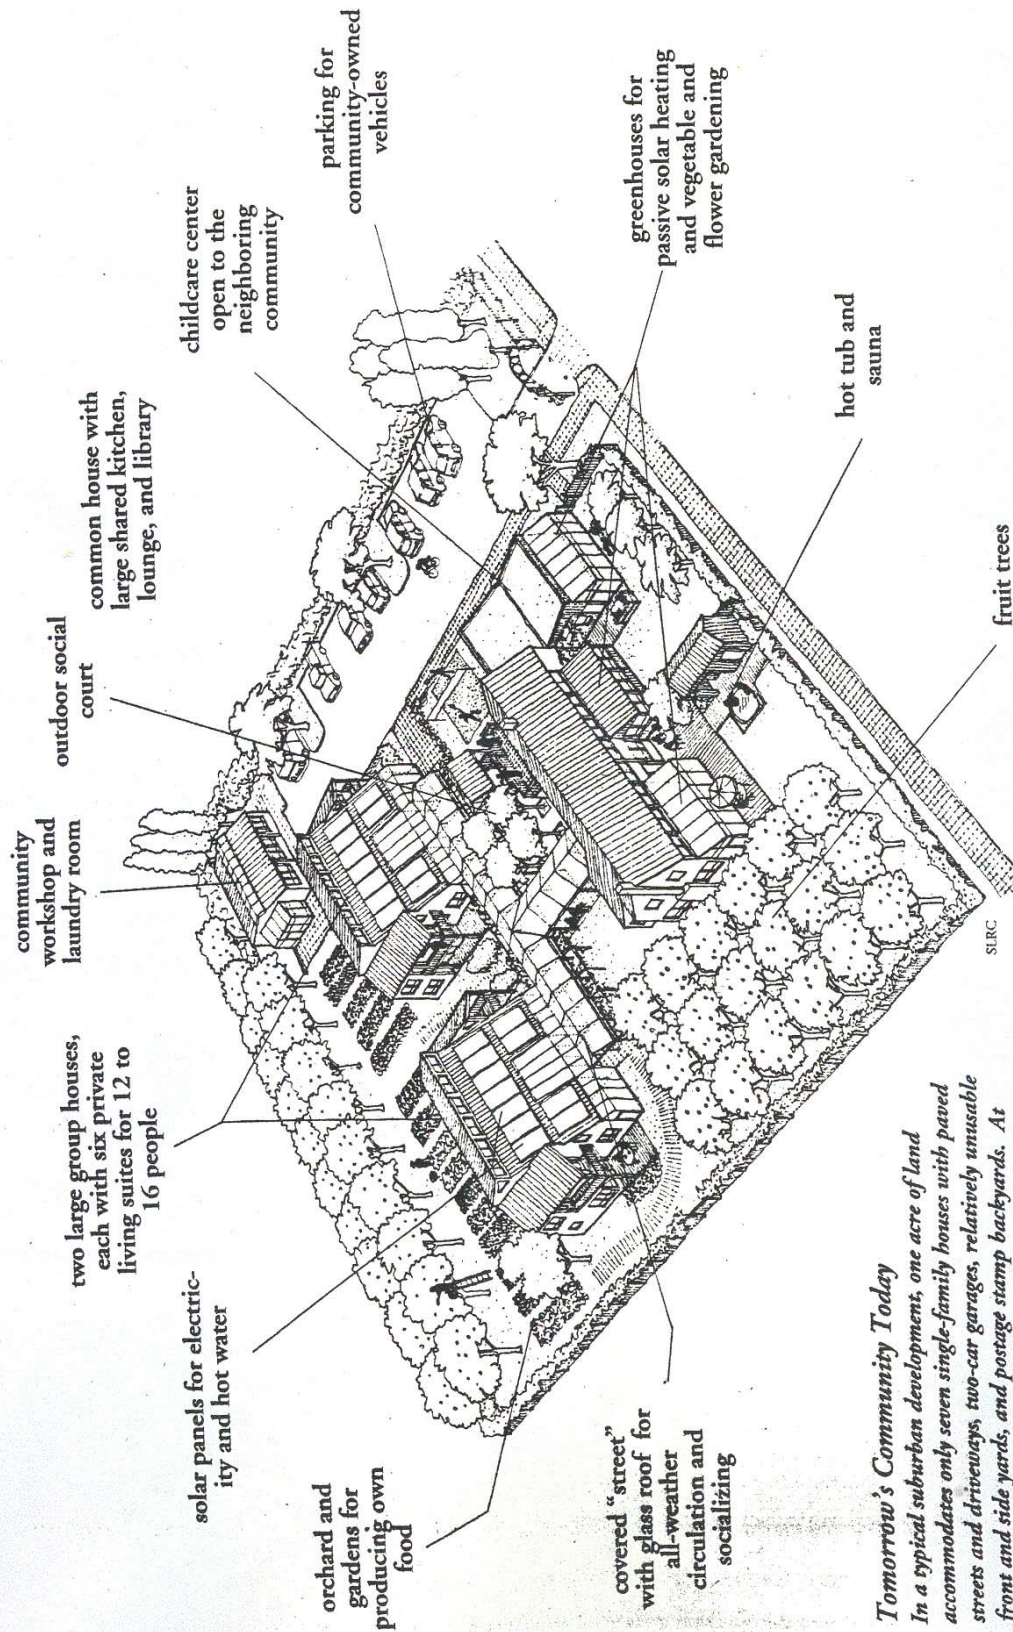 solar panels for electric-
ity and hot water
two large group houses,
each with six private
living suites for 12 to
16 people
community
workshop and
laundry room
outdoor social
court
common house with
large shared kitchen,
lounge, and library
childcare center
open to the
neighboring
community
parking for
community-owned
vehicles
orchard and
gardens for
producing own
food
covered "street"
with glass roof for
all-weather
circulation and
socializing
greenhouses for
passive solar heating
and vegetable and
flower gardening
hot tub and
sauna
fruit trees
SLRC
Tomorrow's Community Today
In a typical suburban development, one acre of land
accommodates only seven single-family houses with paved
streets and driveways, two-car garages, relatively unusable
front and side yards, and postage stamp backyards. At